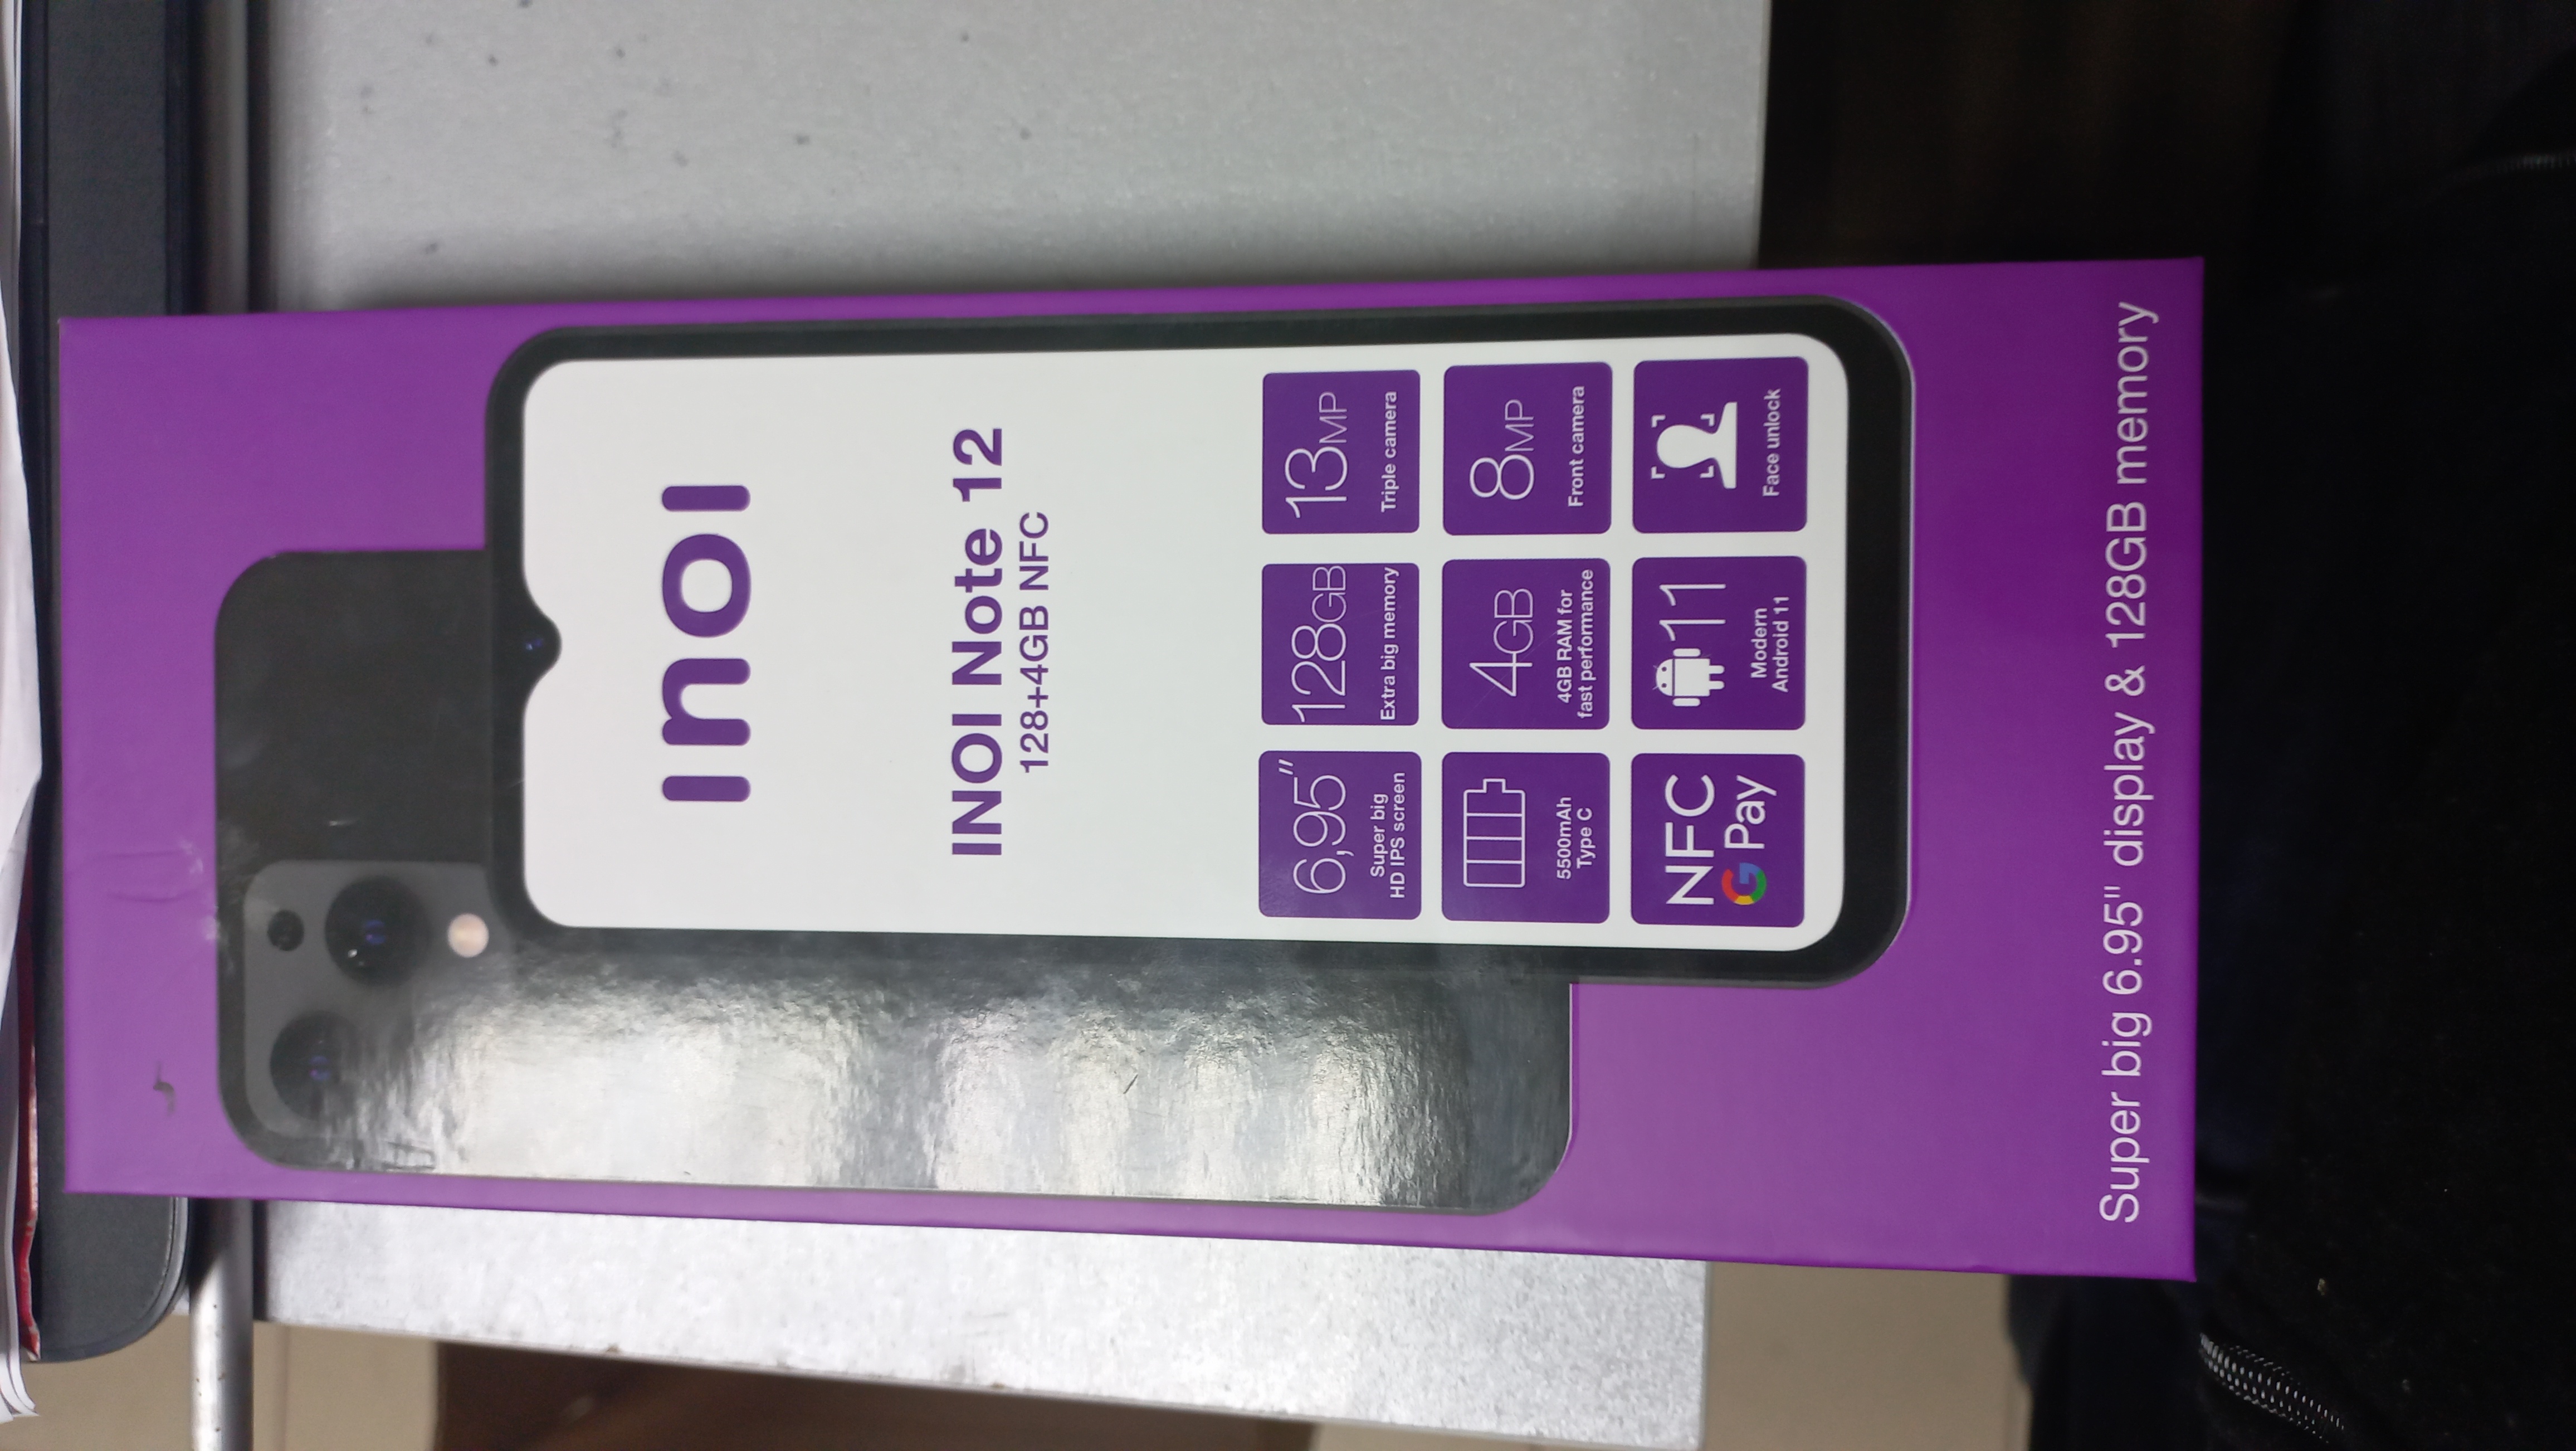 INOI
INOI Note 12
128+4GB NFC
6,95"
Super big
HD IPS screen
128GB
Extra big memory
13MP
Triple camera
5500mAh
Type C
4GB
4GB RAM for
fast performance
8MP
Front camera
NFC
G Pay
11
Modern
Android 11
Face unlock
Super big 6.95" display & 128GB memory